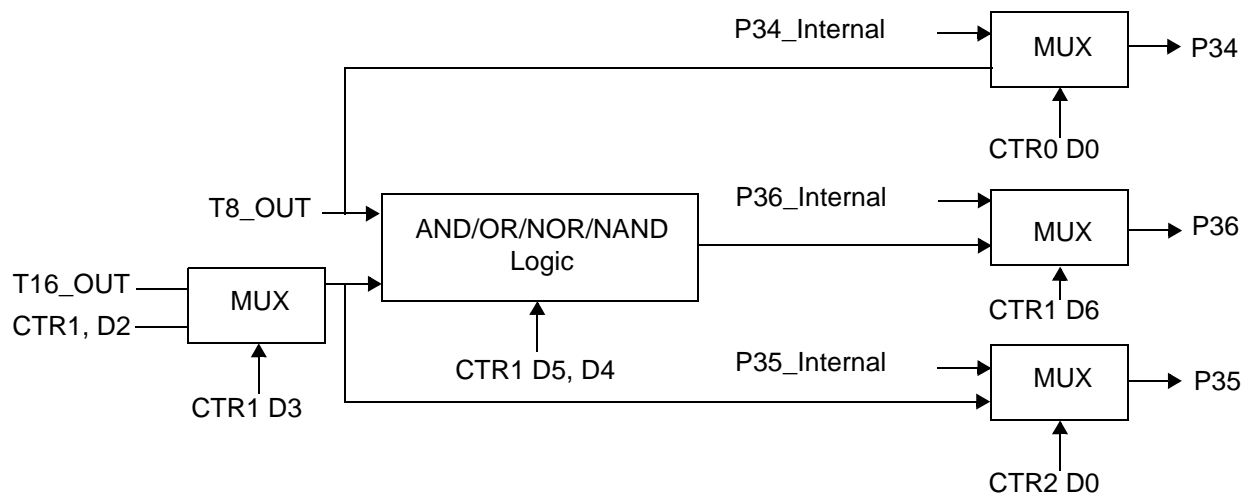 P34_Internal
MUX
P34
CTR0 D0
T8_OUT
AND/OR/NOR/NAND
Logic
P36_Internal
MUX
P36
CTR1 D6
T16_OUT
CTR1, D2
MUX
CTR1 D3
CTR1 D5, D4
P35_Internal
MUX
P35
CTR2 D0